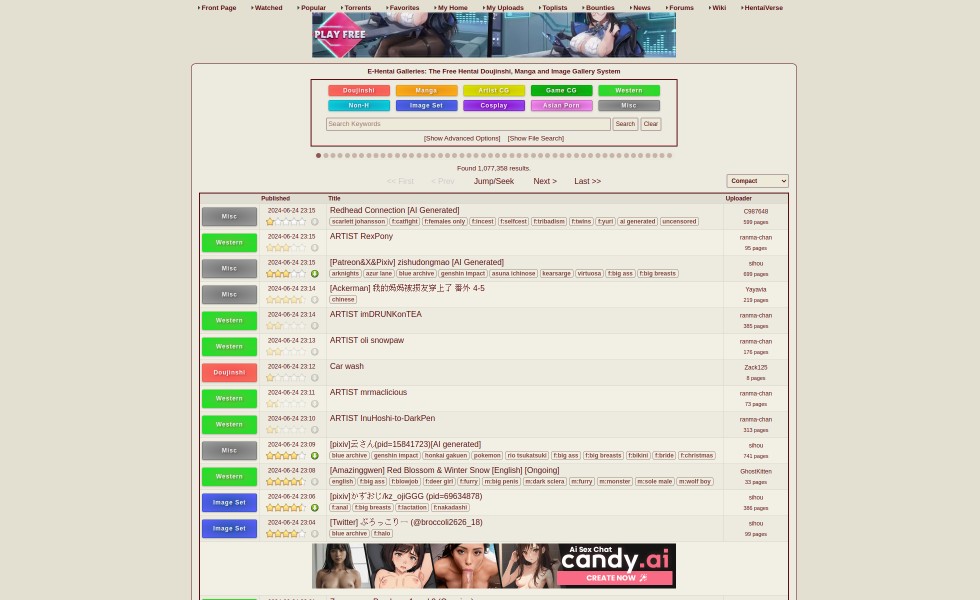 Front Page Watched Popular Torrents Favorites My Home My Uploads Toplists Bounties News Forums Wiki HentaiVerse
PLAY FREE
E-Hentai Galleries: The Free Hentai Doujinshi, Manga and Image Gallery System
Doujinshi Manga Artist CG Game CG Western
Non-H Image Set Cosplay Asian Porn Misc
Search Keywords Search Clear
[Show Advanced Options] [Show File Search]
Found 1,077,358 results.
<< First < Prev Jump/Seek Next > Last >> Compact
Published Title Uploader
Misc 2024-06-24 23:15 Redhead Connection [AI Generated] C987648
scarlett johansson f:catfight f:females only f:incest f:selfcest f:tribadism f:twins f:yuri ai generated uncensored 599 pages
Western 2024-06-24 23:15 ARTIST RexPony ranma-chan
95 pages
Misc 2024-06-24 23:15 [Patreon&X&Pixiv] zishudongmao [AI Generated] sihou
arknights azur lane blue archive genshin impact asuna ichinose kearsarge virtuosa f:big ass f:big breasts 699 pages
Misc 2024-06-24 23:14 [Ackerman] 我的妈妈被损友穿上了 番外 4-5 Yayavia
chinese 219 pages
Western 2024-06-24 23:14 ARTIST imDRUNKonTEA ranma-chan
385 pages
Western 2024-06-24 23:13 ARTIST oli snowpaw ranma-chan
176 pages
Doujinshi 2024-06-24 23:12 Car wash Zack125
8 pages
Western 2024-06-24 23:11 ARTIST mrmaclicious ranma-chan
73 pages
Western 2024-06-24 23:10 ARTIST InuHoshi-to-DarkPen ranma-chan
313 pages
Misc 2024-06-24 23:09 [pixiv]云さん(pid=15841723)[AI generated] sihou
blue archive genshin impact honkai gakuen pokemon rio tsukatsuki f:big ass f:big breasts f:bikini f:bride f:christmas 741 pages
Western 2024-06-24 23:08 [Amazinggwen] Red Blossom & Winter Snow [English] [Ongoing] GhostKitten
english f:big ass f:blowjob f:deer girl f:furry m:big penis m:dark sclera m:furry m:monster m:sole male m:wolf boy 33 pages
Image Set 2024-06-24 23:06 [pixiv]かずおじ/kz_ojiGGG (pid=69634878) sihou
f:anal f:big breasts f:lactation f:nakadashi 386 pages
Image Set 2024-06-24 23:04 [Twitter] ぶろっこりー (@broccoli2626_18) sihou
blue archive f:halo 99 pages
Ai Sex Chat
candy.ai
CREATE NOW